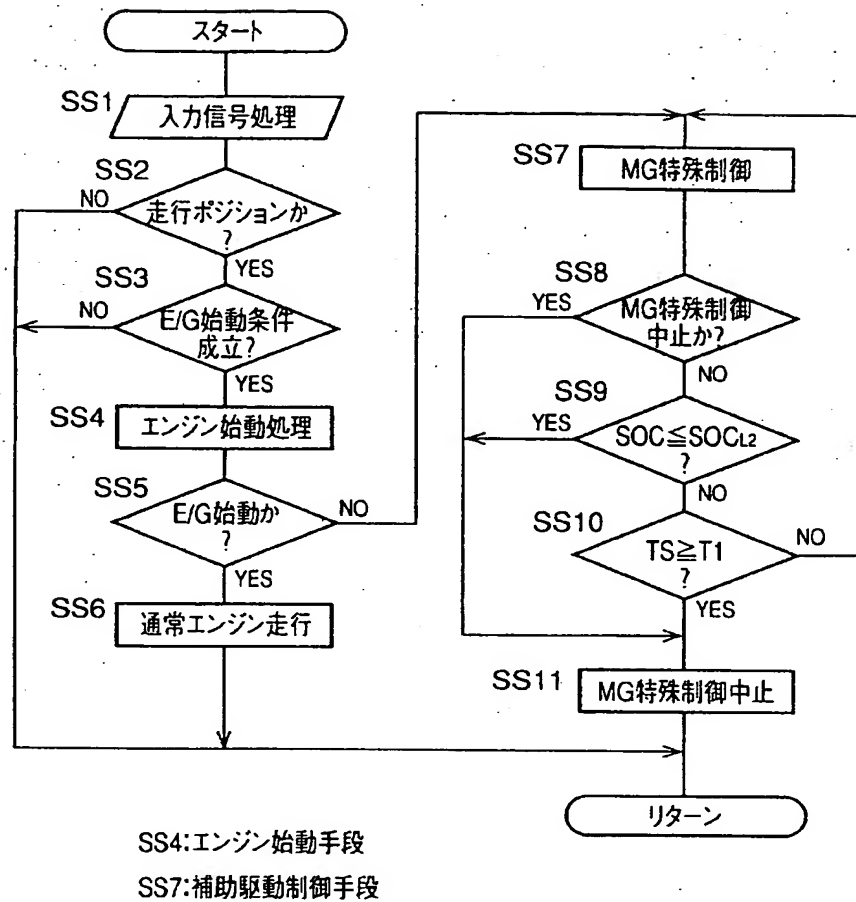 スタート
SS1
入力信号処理
SS2
NO
走行ポジションか
?
YES
SS3
NO
E/G始動条件
成立?
YES
SS4
エンジン始動処理
SS5
NO
E/G始動か
?
YES
SS6
通常エンジン走行
SS7
MG特殊制御
SS8
YES
MG特殊制御
中止か?
NO
SS9
YES
SOC≦SOCL2
?
NO
SS10
NO
TS≧T1
?
YES
SS11
MG特殊制御中止
リターン
SS4:エンジン始動手段
SS7:補助駆動制御手段